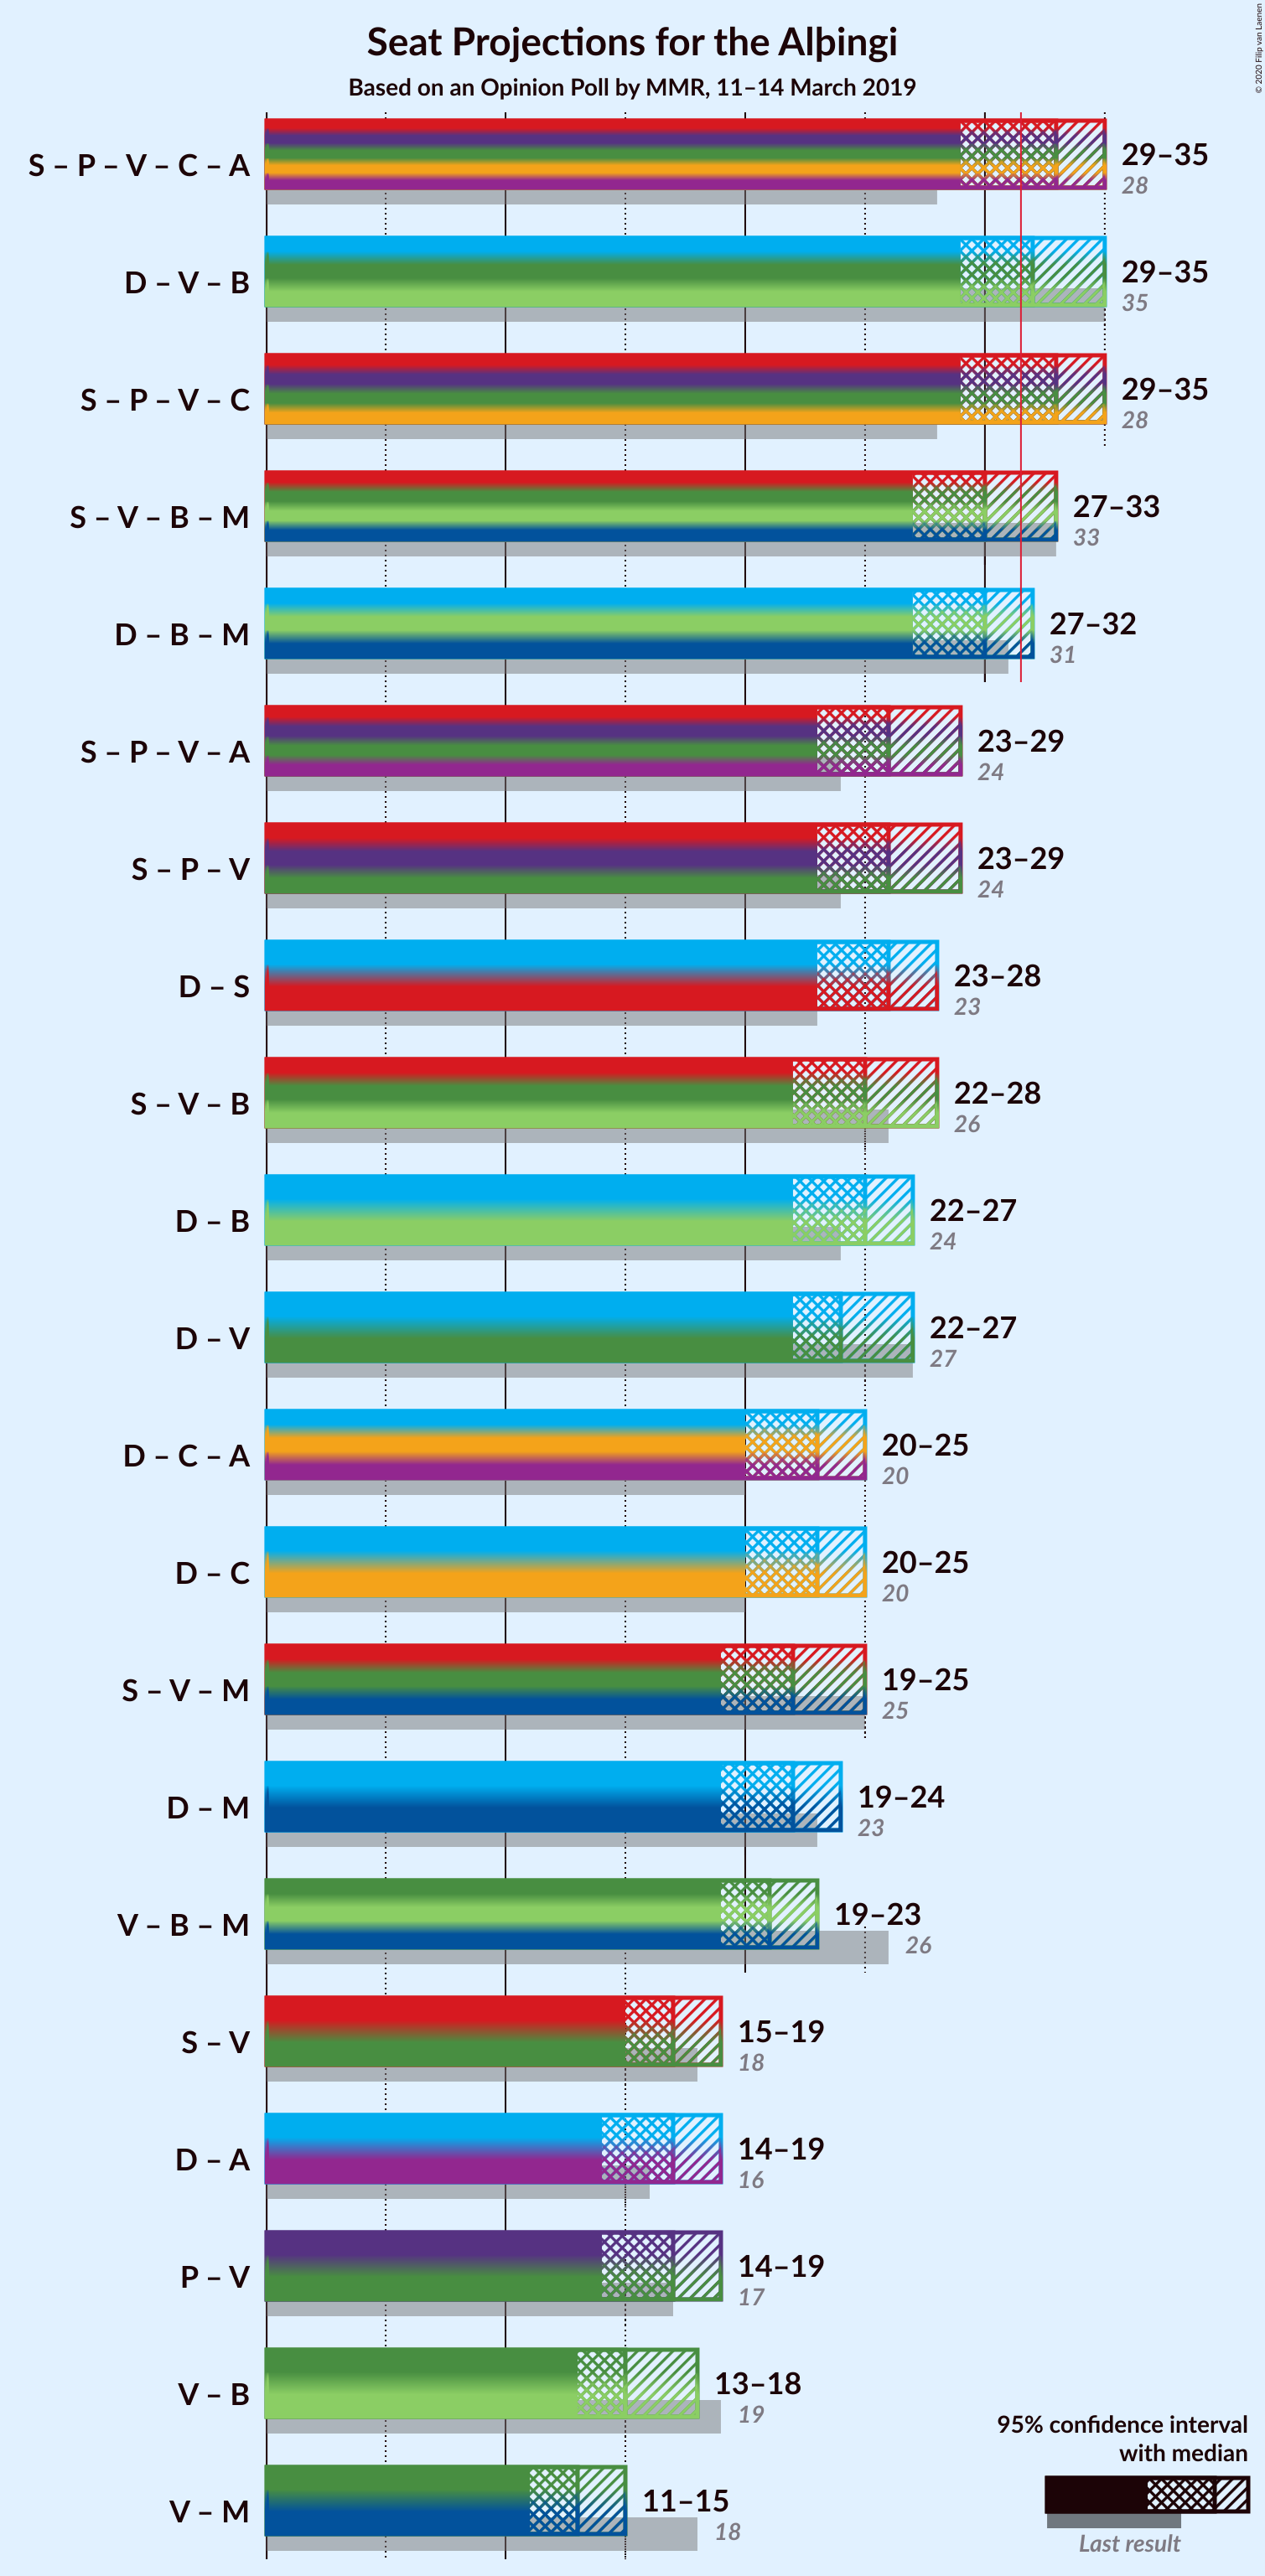 © 2020 Filip van Laenen
Seat Projections for the Alþingi
Based on an Opinion Poll by MMR, 11–14 March 2019
S – P – V – C – A
29–35
28
D – V – B
29–35
35
S – P – V – C
29–35
28
S – V – B – M
27–33
33
D – B – M
27–32
31
S – P – V – A
23–29
24
S – P – V
23–29
24
D – S
23–28
23
S – V – B
22–28
26
D – B
22–27
24
D – V
22–27
27
D – C – A
20–25
20
D – C
20–25
20
S – V – M
19–25
25
D – M
19–24
23
V – B – M
19–23
26
S – V
15–19
18
D – A
14–19
16
P – V
14–19
17
V – B
13–18
19
V – M
11–15
18
95% confidence interval
with median
Last result